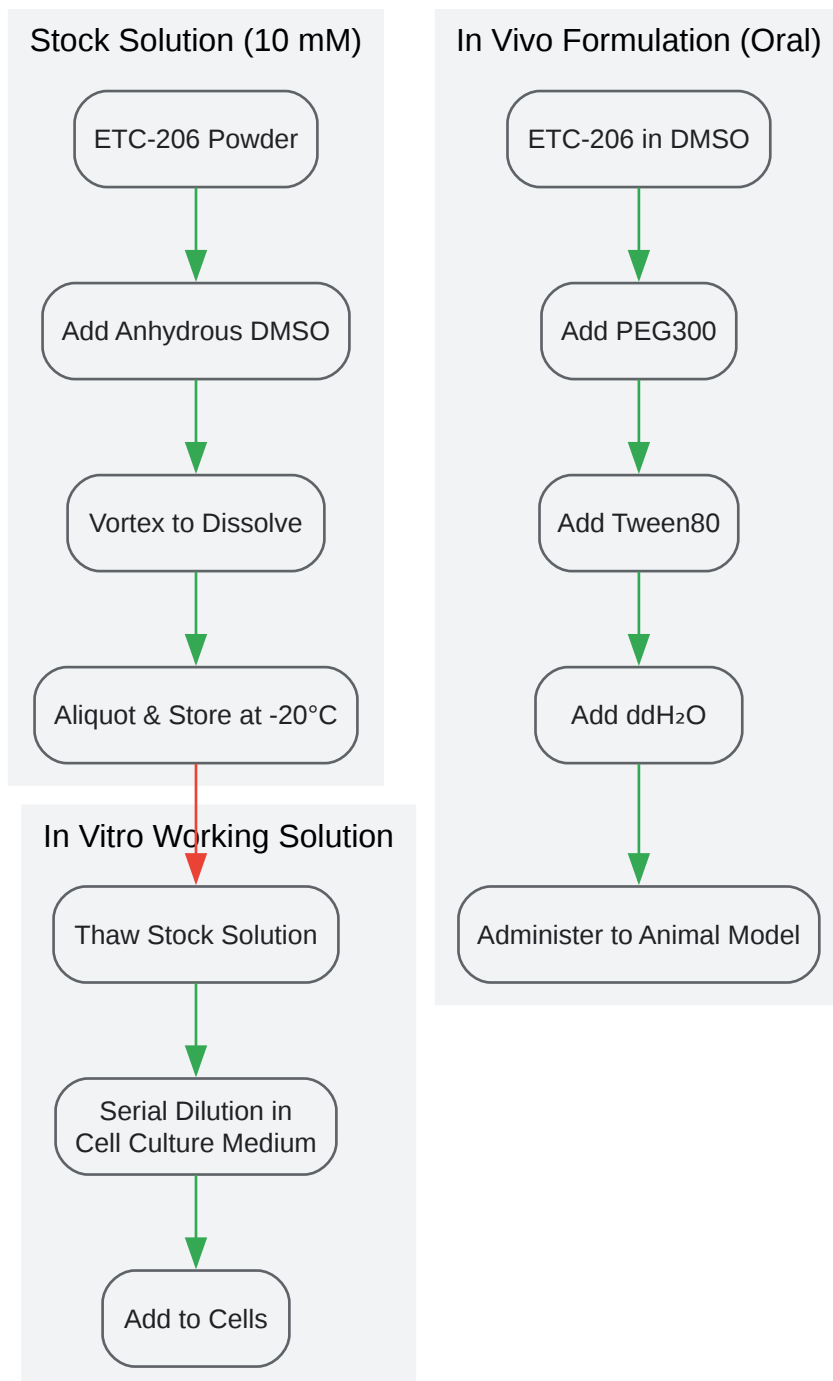 Stock Solution (10 mM)
ETC-206 Powder
Add Anhydrous DMSO
Vortex to Dissolve
Aliquot & Store at -20°C
In Vitro Working Solution
Thaw Stock Solution
Serial Dilution in
Cell Culture Medium
Add to Cells
In Vivo Formulation (Oral)
ETC-206 in DMSO
Add PEG300
Add Tween80
Add ddH₂O
Administer to Animal Model